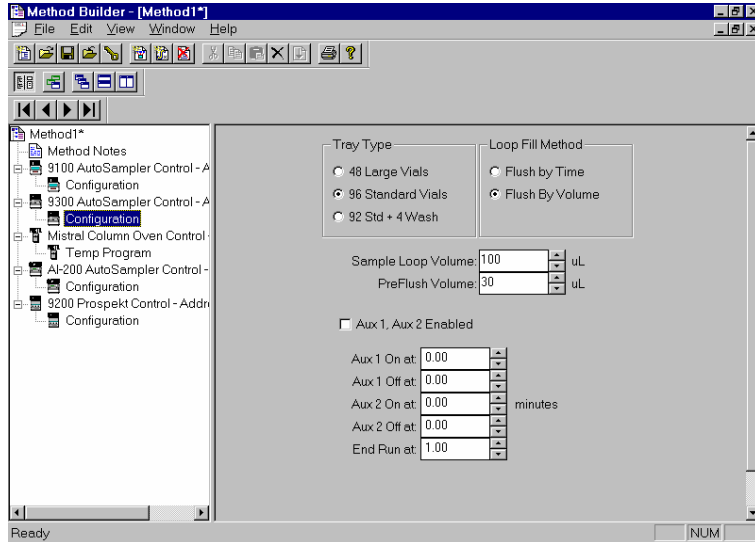 Method Builder - [Method1*]
File Edit View Window Help
Method1*
Method Notes
9100 AutoSampler Control - A
Configuration
9300 AutoSampler Control - A
Configuration
Mistral Column Oven Control -
Temp Program
AI-200 AutoSampler Control -
Configuration
9200 Prospekt Control - Addre
Configuration
Tray Type
48 Large Vials
96 Standard Vials
92 Std + 4 Wash
Loop Fill Method
Flush by Time
Flush By Volume
Sample Loop Volume: 100 uL
PreFlush Volume: 30 uL
Aux 1, Aux 2 Enabled
Aux 1 On at: 0.00
Aux 1 Off at: 0.00
Aux 2 On at: 0.00 minutes
Aux 2 Off at: 0.00
End Run at: 1.00
Ready NUM